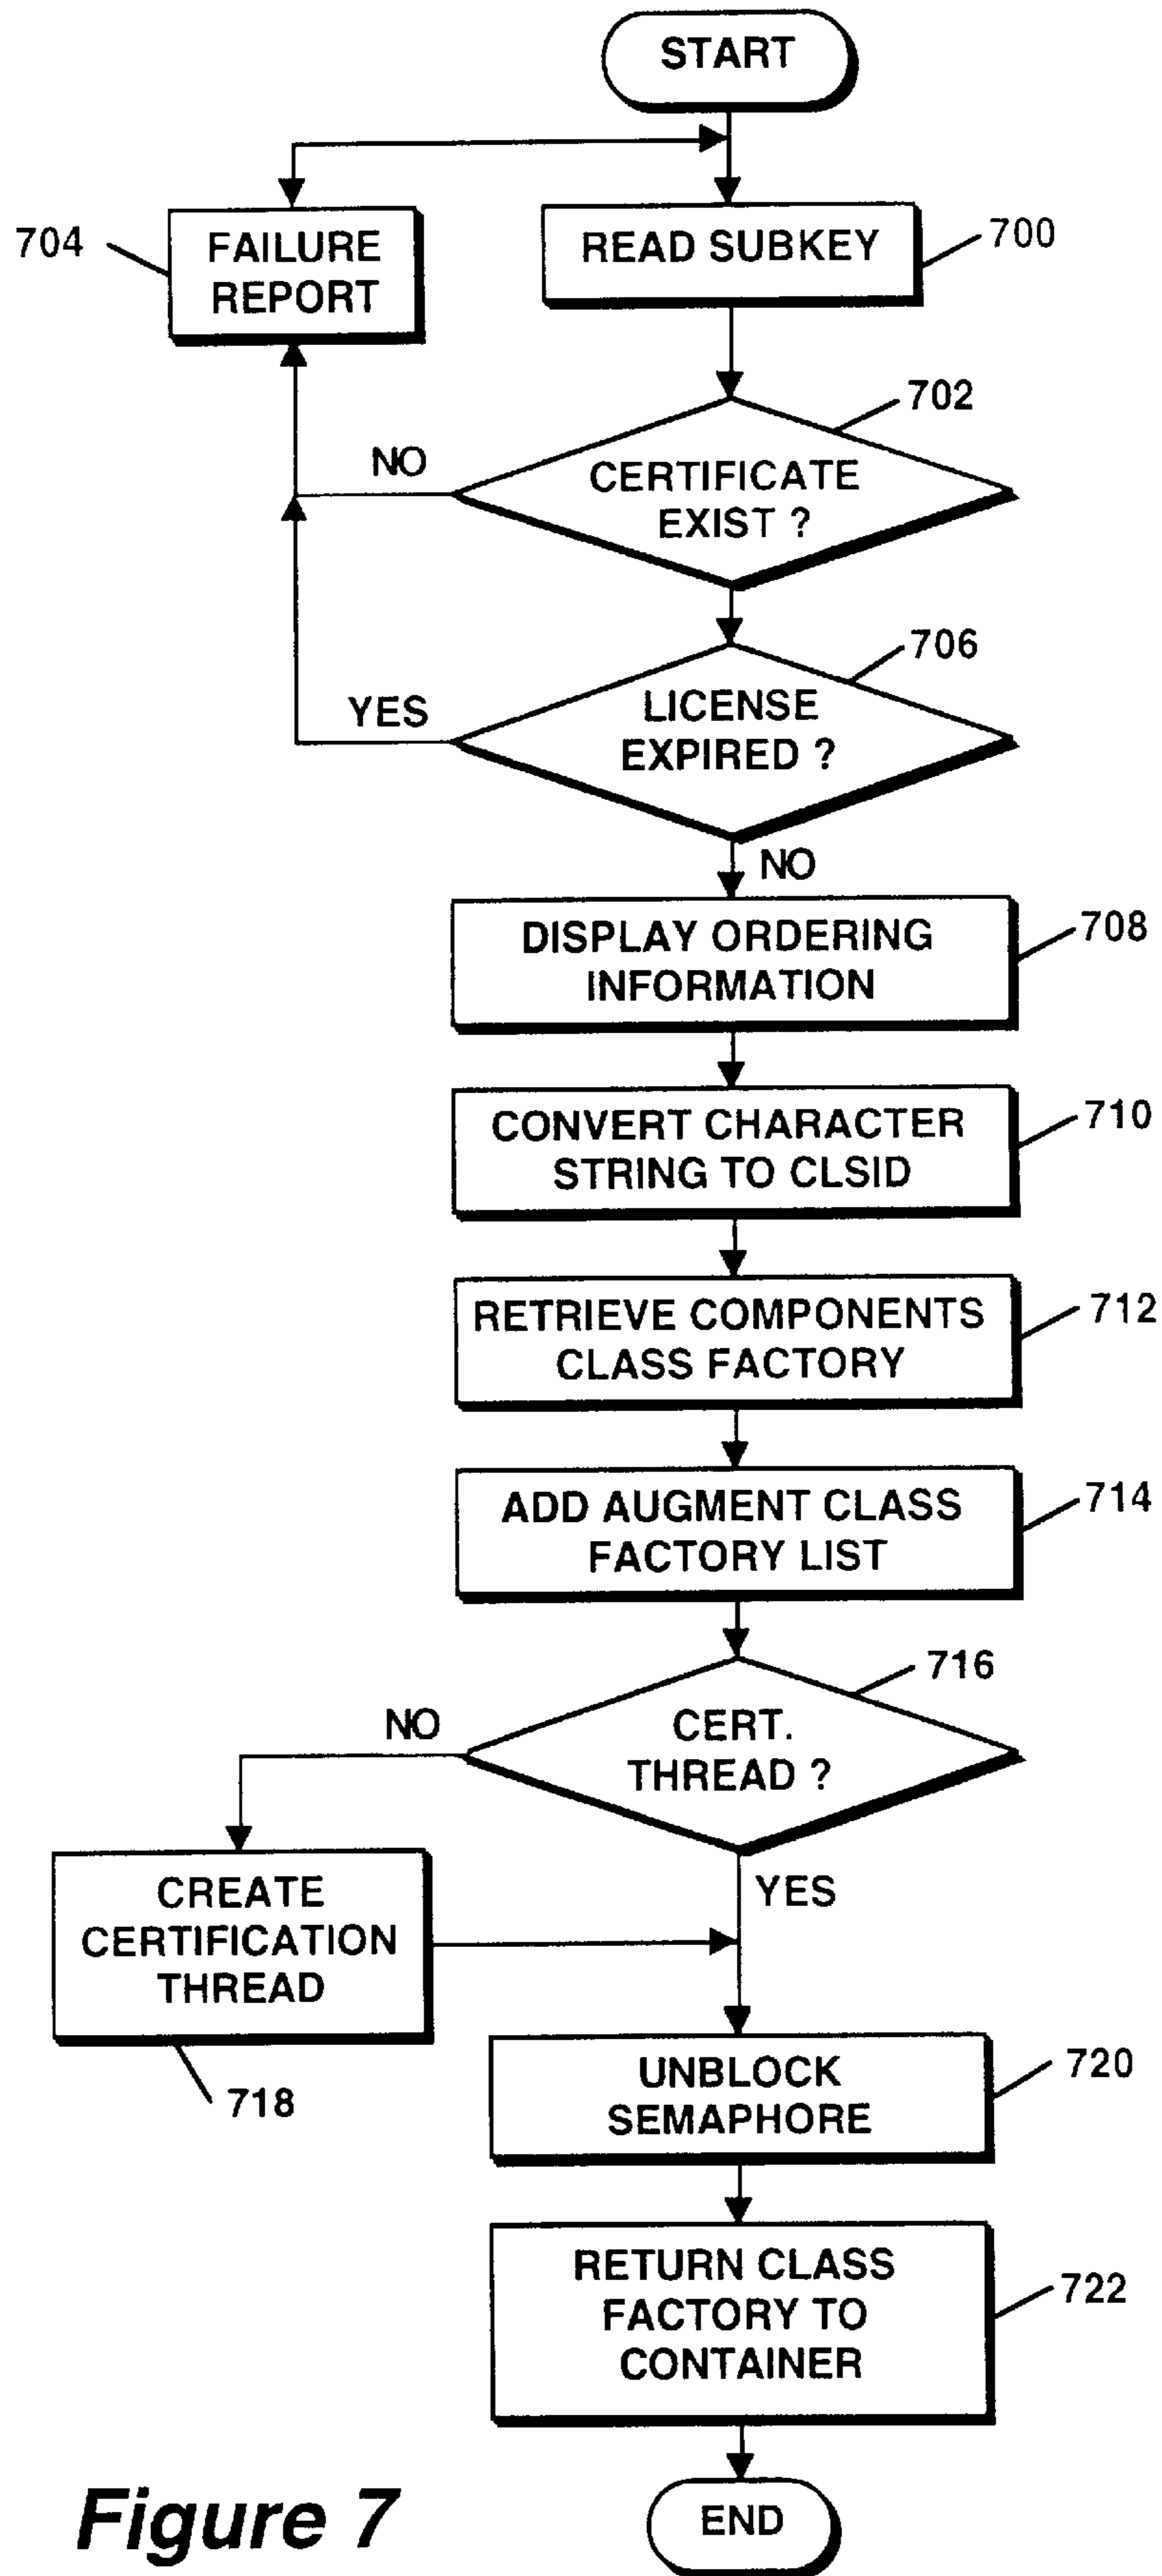 START
704
FAILURE
REPORT
READ SUBKEY
700
702
NO
CERTIFICATE
EXIST ?
706
YES
LICENSE
EXPIRED ?
NO
DISPLAY ORDERING
INFORMATION
708
CONVERT CHARACTER
STRING TO CLSID
710
RETRIEVE COMPONENTS
CLASS FACTORY
712
ADD AUGMENT CLASS
FACTORY LIST
714
716
NO
CERT.
THREAD ?
YES
CREATE
CERTIFICATION
THREAD
718
UNBLOCK
SEMAPHORE
720
RETURN CLASS
FACTORY TO
CONTAINER
722
END
Figure 7